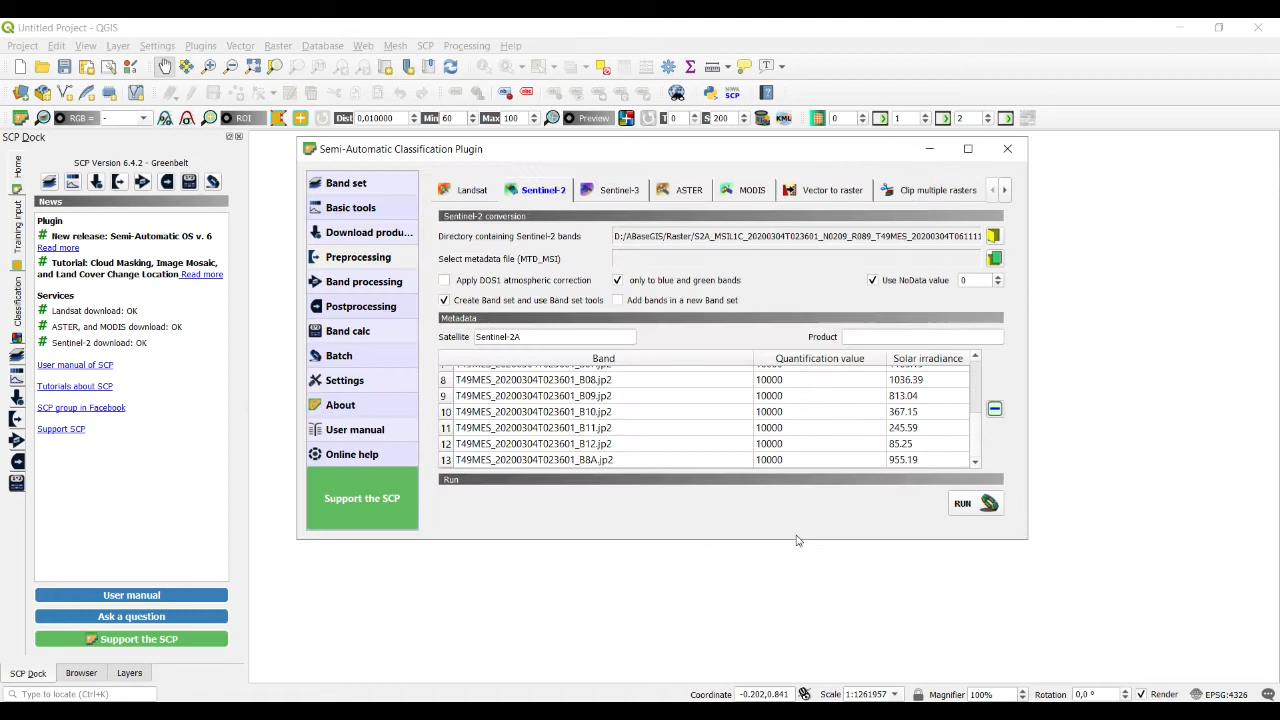 Untitled Project - QGIS
Project Edit View Layer Settings Plugins Vector Raster Database Web Mesh SCP Processing Help
RGB = - ROI Dist 0,010000 Min 60 Max 100 Preview T 0 S 200 KML 0 1 2
SCP Dock
SCP Version 6.4.2 - Greenbelt
News
Plugin
# New release: Semi-Automatic OS v. 6
Read more
# Tutorial: Cloud Masking, Image Mosaic,
and Land Cover Change Location Read more
Services
# Landsat download: OK
# ASTER, and MODIS download: OK
# Sentinel-2 download: OK
User manual of SCP
Tutorials about SCP
SCP group in Facebook
Support SCP
User manual
Ask a question
Support the SCP
SCP Dock Browser Layers
Home
Training input
Classification
Semi-Automatic Classification Plugin
Band set
Basic tools
Download produ...
Preprocessing
Band processing
Postprocessing
Band calc
Batch
Settings
About
User manual
Online help
Support the SCP
Landsat Sentinel-2 Sentinel-3 ASTER MODIS Vector to raster Clip multiple rasters
Sentinel-2 conversion
Directory containing Sentinel-2 bands D:/ABaseGIS/Raster/S2A_MSIL1C_20200304T023601_N0209_R089_T49MES_20200304T061111
Select metadata file (MTD_MSI)
Apply DOS1 atmospheric correction only to blue and green bands Use NoData value 0
Create Band set and use Band set tools Add bands in a new Band set
Metadata
Satellite Sentinel-2A Product
Band Quantification value Solar irradiance
8 T49MES_20200304T023601_B08.jp2 10000 1036.39
9 T49MES_20200304T023601_B09.jp2 10000 813.04
10 T49MES_20200304T023601_B10.jp2 10000 367.15
11 T49MES_20200304T023601_B11.jp2 10000 245.59
12 T49MES_20200304T023601_B12.jp2 10000 85.25
13 T49MES_20200304T023601_B8A.jp2 10000 955.19
Run
RUN
Type to locate (Ctrl+K) Coordinate -0.202,0.841 Scale 1:1261957 Magnifier 100% Rotation 0,0 ° Render EPSG:4326